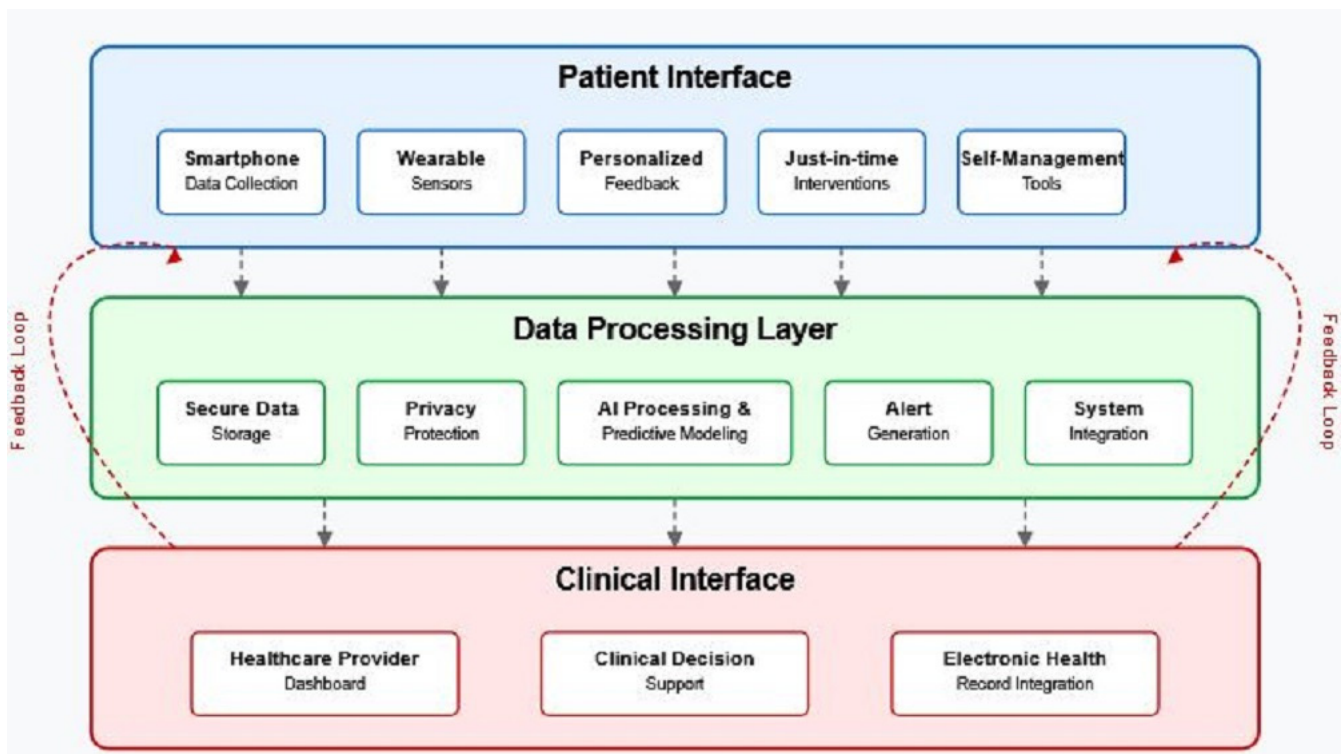 Patient Interface
Smartphone
Data Collection
Wearable
Sensors
Personalized
Feedback
Just-in-time
Interventions
Self-Management
Tools
Feedback Loop
Feedback Loop
Data Processing Layer
Secure Data
Storage
Privacy
Protection
AI Processing &
Predictive Modeling
Alert
Generation
System
Integration
Clinical Interface
Healthcare Provider
Dashboard
Clinical Decision
Support
Electronic Health
Record Integration